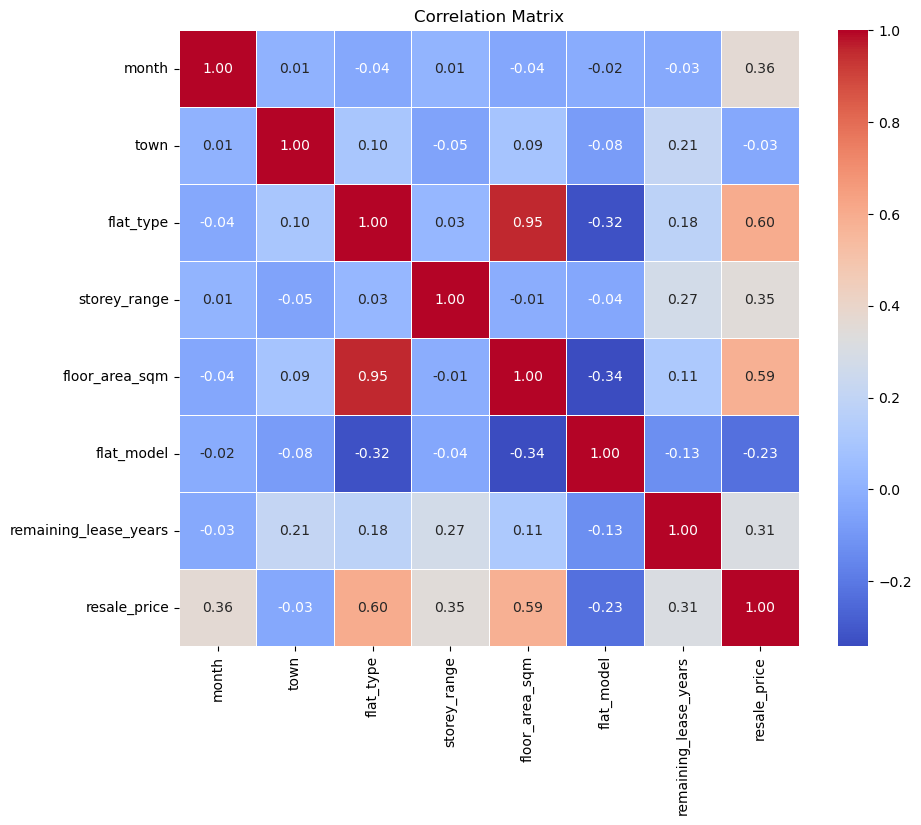 Correlation Matrix
month 1.00 0.01 -0.04 0.01 -0.04 -0.02 -0.03 0.36
town 0.01 1.00 0.10 -0.05 0.09 -0.08 0.21 -0.03
flat_type -0.04 0.10 1.00 0.03 0.95 -0.32 0.18 0.60
storey_range 0.01 -0.05 0.03 1.00 -0.01 -0.04 0.27 0.35
floor_area_sqm -0.04 0.09 0.95 -0.01 1.00 -0.34 0.11 0.59
flat_model -0.02 -0.08 -0.32 -0.04 -0.34 1.00 -0.13 -0.23
remaining_lease_years -0.03 0.21 0.18 0.27 0.11 -0.13 1.00 0.31
resale_price 0.36 -0.03 0.60 0.35 0.59 -0.23 0.31 1.00
month
town
flat_type
storey_range
floor_area_sqm
flat_model
remaining_lease_years
resale_price
1.0
0.8
0.6
0.4
0.2
0.0
−0.2